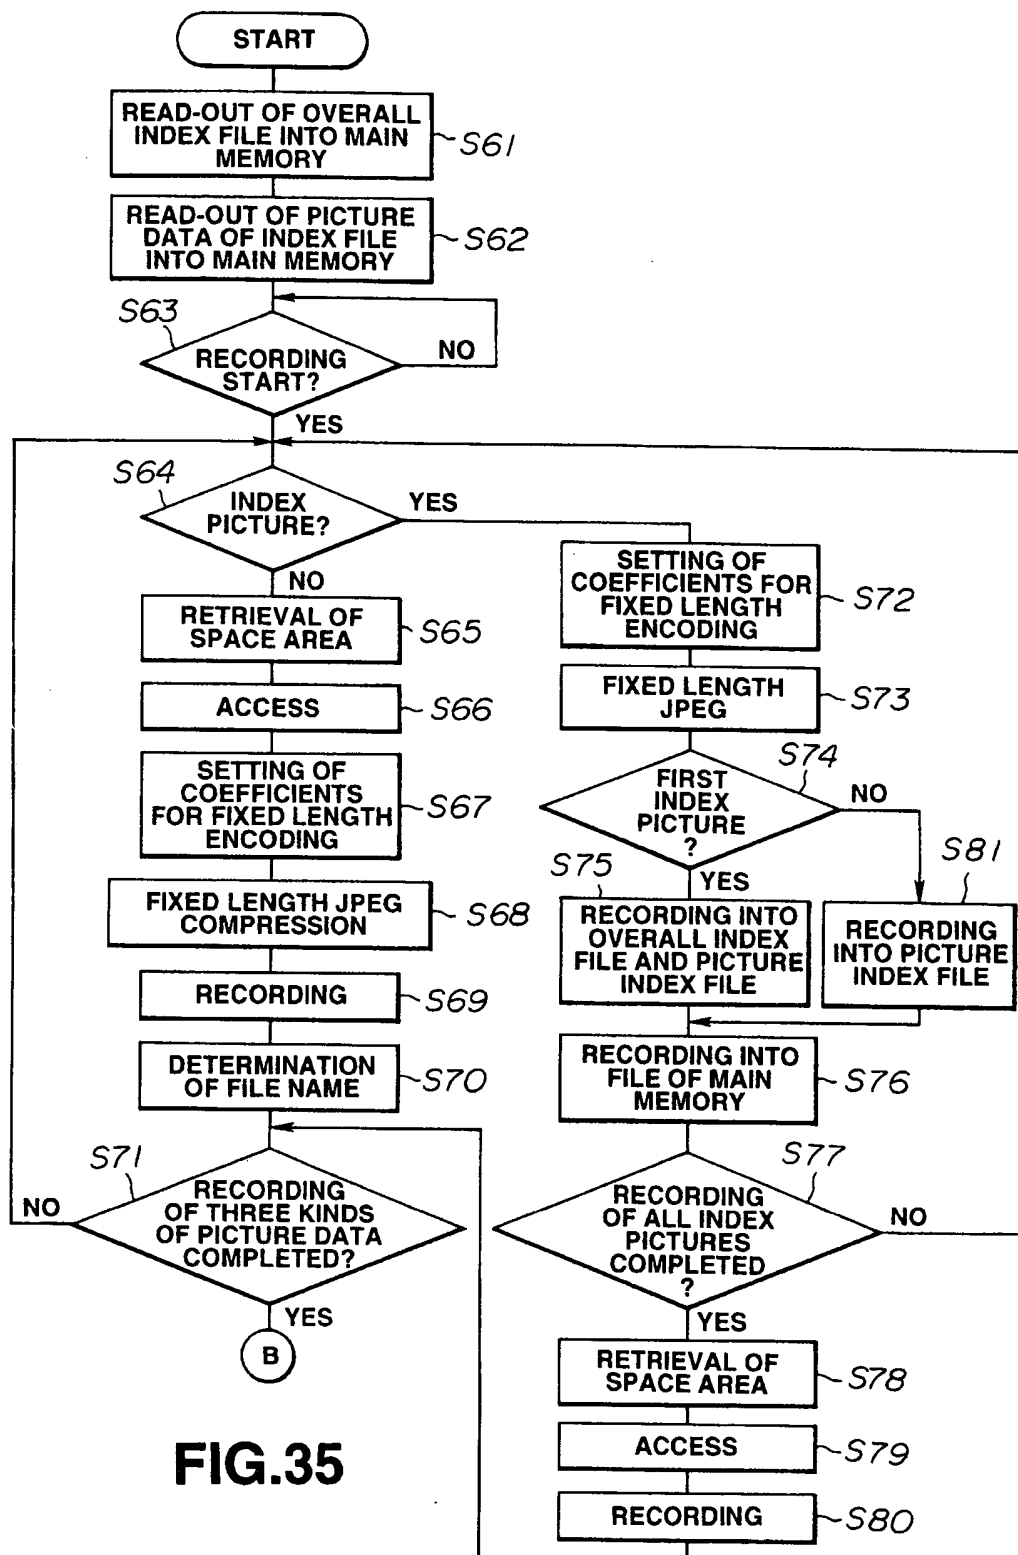 START
READ-OUT OF OVERALL
INDEX FILE INTO MAIN
MEMORY
S61
READ-OUT OF PICTURE
DATA OF INDEX FILE
INTO MAIN MEMORY
S62
S63
RECORDING
START?
NO
YES
S64
INDEX
PICTURE?
YES
NO
RETRIEVAL OF
SPACE AREA
S65
ACCESS
S66
SETTING OF
COEFFICIENTS
FOR FIXED LENGTH
ENCODING
S67
FIXED LENGTH JPEG
COMPRESSION
S68
RECORDING
S69
DETERMINATION
OF FILE NAME
S70
S71
RECORDING
OF THREE KINDS
OF PICTURE DATA
COMPLETED?
NO
YES
B
SETTING OF
COEFFICIENTS FOR
FIXED LENGTH
ENCODING
S72
FIXED LENGTH
JPEG
S73
S74
FIRST
INDEX
PICTURE
?
NO
YES
S75
RECORDING INTO
OVERALL INDEX
FILE AND PICTURE
INDEX FILE
S81
RECORDING
INTO PICTURE
INDEX FILE
RECORDING INTO
FILE OF MAIN
MEMORY
S76
S77
RECORDING
OF ALL INDEX
PICTURES
COMPLETED
?
NO
YES
RETRIEVAL OF
SPACE AREA
S78
ACCESS
S79
RECORDING
S80
FIG.35